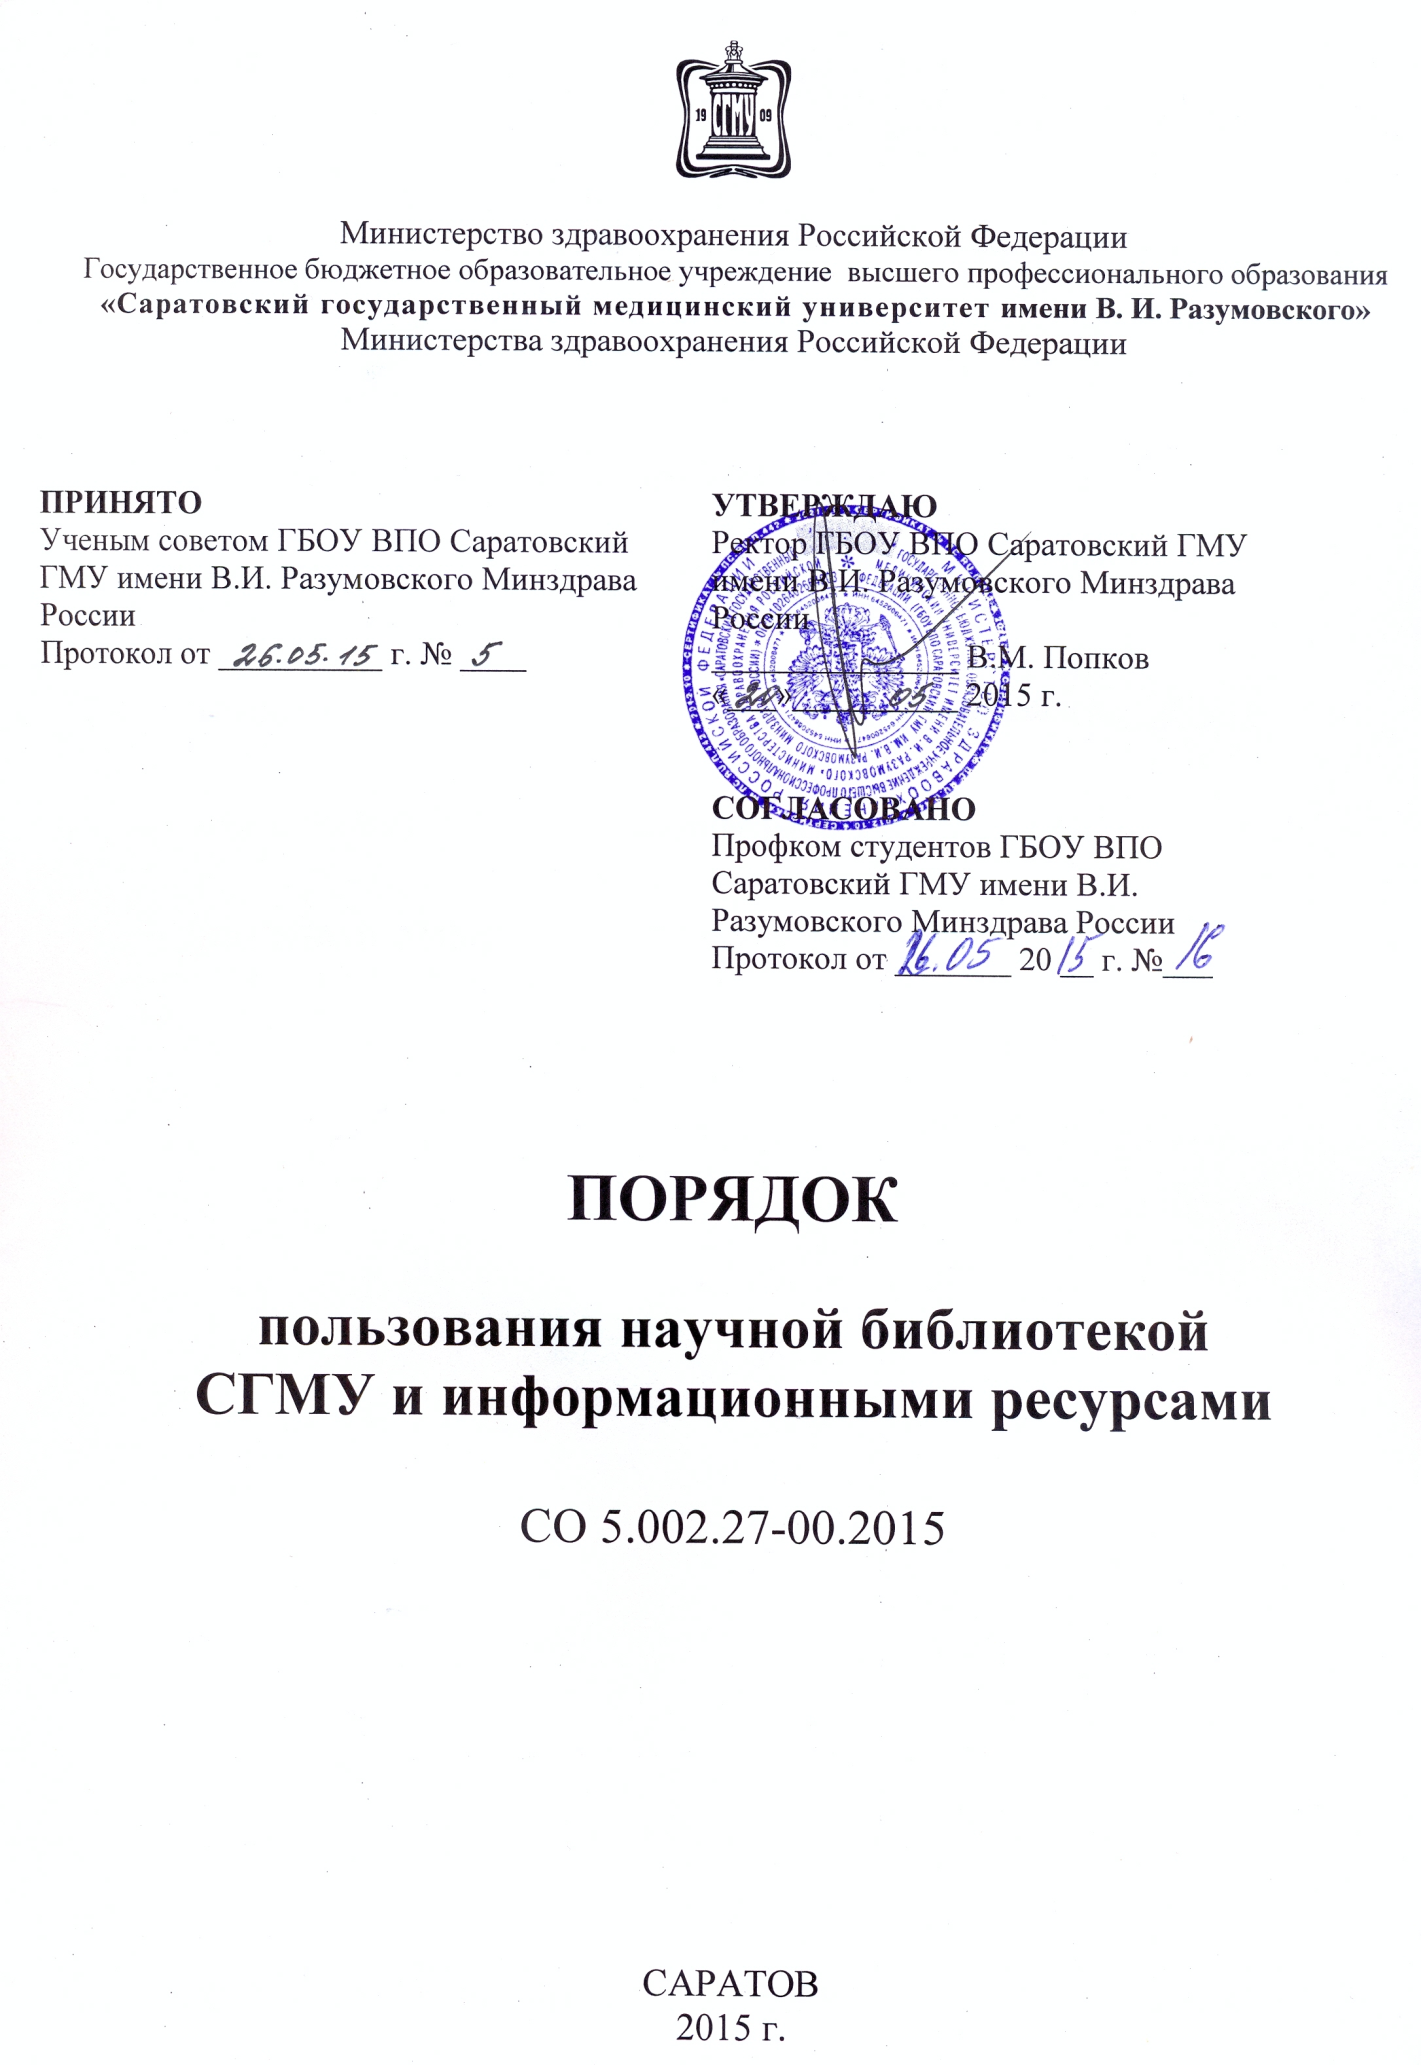 19 СГМУ 09
Министерство здравоохранения Российской Федерации
Государственное бюджетное образовательное учреждение высшего профессионального образования
«Саратовский государственный медицинский университет имени В. И. Разумовского»
Министерства здравоохранения Российской Федерации
ПРИНЯТО
Ученым советом ГБОУ ВПО Саратовский
ГМУ имени В.И. Разумовского Минздрава
России
Протокол от 26.05.15 г. № 5
УТВЕРЖДАЮ
Ректор ГБОУ ВПО Саратовский ГМУ
имени В.И. Разумовского Минздрава
России
В.М. Попков
« » 05 2015 г.
СОГЛАСОВАНО
Профком студентов ГБОУ ВПО
Саратовский ГМУ имени В.И.
Разумовского Минздрава России
Протокол от 26.05 2015 г. № 16
ПОРЯДОК
пользования научной библиотекой
СГМУ и информационными ресурсами
СО 5.002.27-00.2015
САРАТОВ
2015 г.